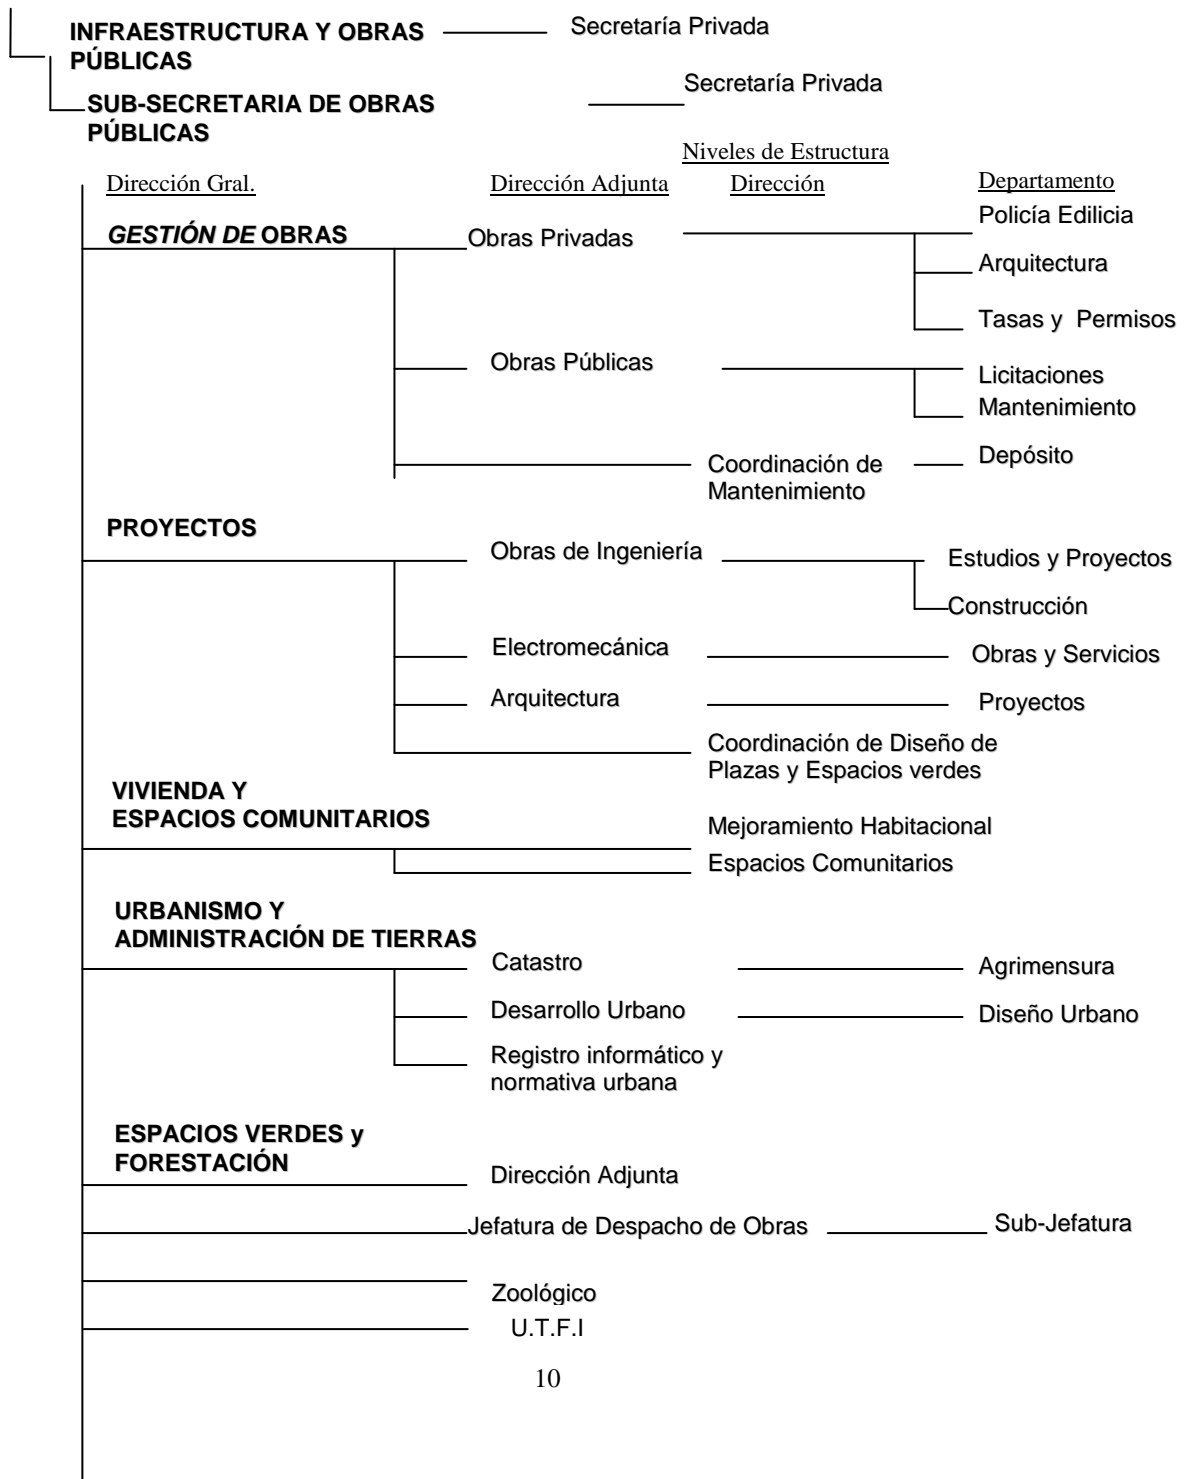 INFRAESTRUCTURA Y OBRAS
PÚBLICAS
Secretaría Privada
SUB-SECRETARIA DE OBRAS
PÚBLICAS
Secretaría Privada
Niveles de Estructura
Dirección Gral.
Dirección Adjunta
Dirección
Departamento
GESTIÓN DE OBRAS
Obras Privadas
Policía Edilicia
Arquitectura
Tasas y Permisos
Obras Públicas
Licitaciones
Mantenimiento
Coordinación de
Mantenimiento
Depósito
PROYECTOS
Obras de Ingeniería
Estudios y Proyectos
Construcción
Electromecánica
Obras y Servicios
Arquitectura
Proyectos
Coordinación de Diseño de
Plazas y Espacios verdes
VIVIENDA Y
ESPACIOS COMUNITARIOS
Mejoramiento Habitacional
Espacios Comunitarios
URBANISMO Y
ADMINISTRACIÓN DE TIERRAS
Catastro
Agrimensura
Desarrollo Urbano
Diseño Urbano
Registro informático y
normativa urbana
ESPACIOS VERDES y
FORESTACIÓN
Dirección Adjunta
Jefatura de Despacho de Obras
Sub-Jefatura
Zoológico
U.T.F.I
10